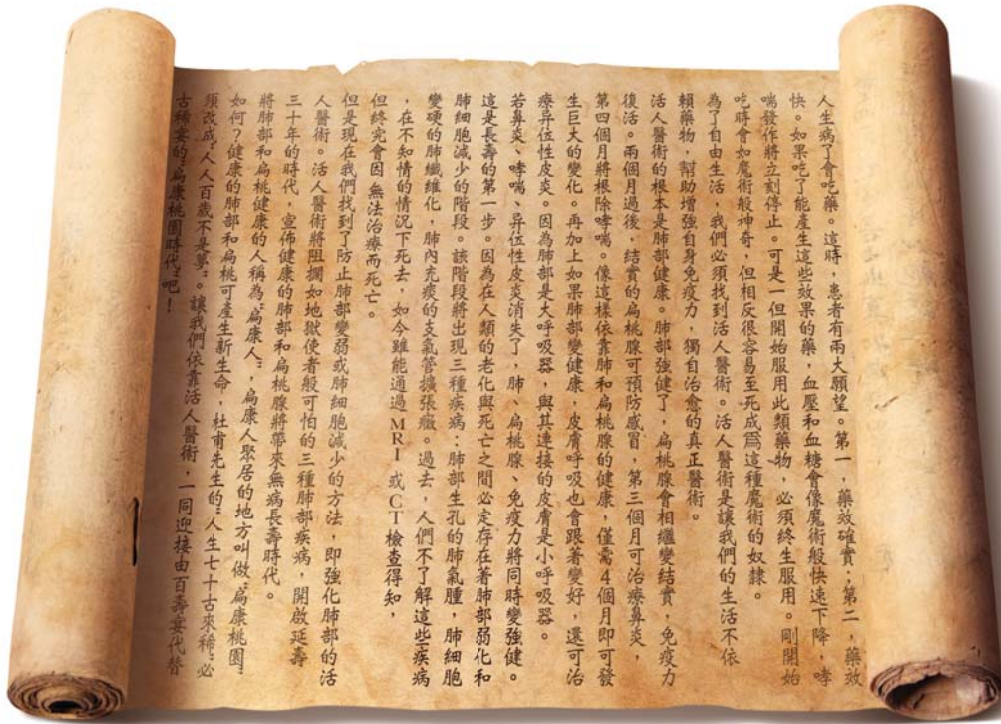 人生病了會吃藥。這時，患者有兩大願望。第一，藥效確實；第二，藥效
快。如果吃了能產生這些效果的藥，血壓和血糖會像魔術般快速下降，哮
喘發作將立刻停止。可是一但開始服用此類藥物，必須終生服用。剛開始
吃時會如魔術般神奇，但相反很容易至死成爲這種魔術的奴隸。
為了自由生活，我們必須找到活人醫術。活人醫術是讓我們的生活不依
賴藥物，幫助增強自身免疫力，獨自治愈的真正醫術。
活人醫術的根本是肺部健康。肺部強健了，扁桃腺會相繼變結實，免疫力
復活。兩個月過後，結實的扁桃腺可預防感冒，第三個月可治療鼻炎，
第四個月將根除哮喘。像這樣依靠肺和扁桃腺的健康，僅需4個月即可發
生巨大的變化。再加上如果肺部變健康，皮膚呼吸也會跟著變好，還可治
療异位性皮炎。因為肺部是大呼吸器，與其連接的皮膚是小呼吸器。
若鼻炎、哮喘、异位性皮炎消失了，肺、扁桃腺、免疫力將同時變強健。
這是長壽的第一步。因為在人類的老化與死亡之間必定存在著肺部弱化和
肺細胞減少的階段。該階段將出現三種疾病：肺部生孔的肺氣腫，肺細胞
變硬的肺纖維化，肺內充痰的支氣管擴張癥。過去，人們不了解這些疾病
，在不知情的情況下死去，如今雖能通過MRI 或CT檢查得知，
但終究會因 無法治療而死亡。
但是現在我們找到了防止肺部變弱或肺細胞減少的方法，即強化肺部的活
人醫術。活人醫術將阻擱如地獄使者般可怕的三種肺部疾病，開啟延壽
三十年的時代，宣佈健康的肺部和扁桃腺將帶來無病長壽時代。
將肺部和扁桃健康的人稱為“扁康人”，扁康人聚居的地方叫做“扁康桃園”
如何？健康的肺部和扁桃可產生新生命，杜甫先生的“人生七十古來稀”必
須改成“人人百歲不是夢”。讓我們依靠活人醫術，一同迎接由百壽宴代替
古稀宴的“扁康桃園時代”吧！